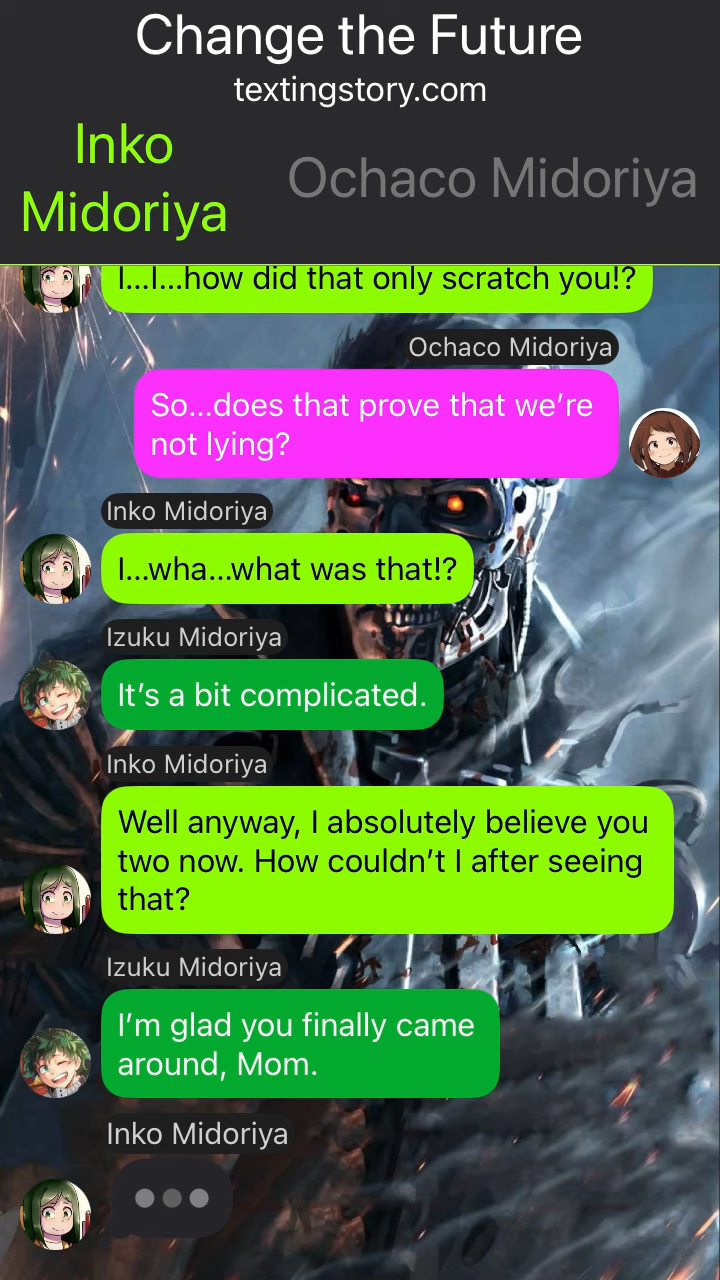 Change the Future
textingstory.com
Inko
Midoriya
Ochaco Midoriya
I...I...how did that only scratch you!?
Ochaco Midoriya
So...does that prove that we’re
not lying?
Inko Midoriya
I...wha...what was that!?
Izuku Midoriya
It’s a bit complicated.
Inko Midoriya
Well anyway, I absolutely believe you
two now. How couldn’t I after seeing
that?
Izuku Midoriya
I’m glad you finally came
around, Mom.
Inko Midoriya